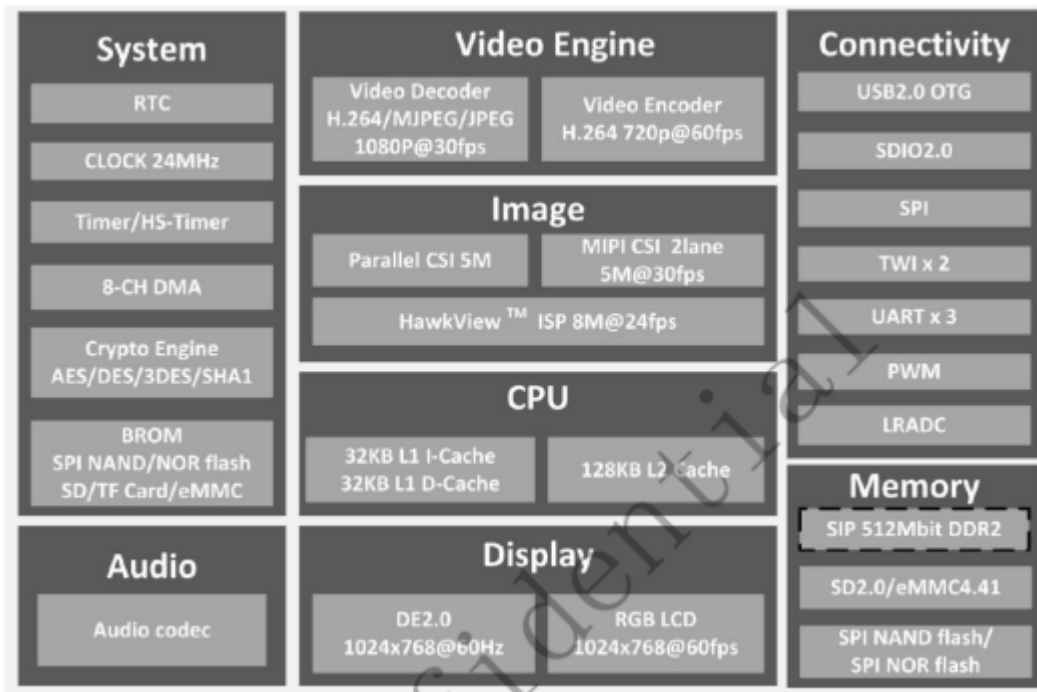 System
RTC
CLOCK 24MHz
Timer/HS-Timer
8-CH DMA
Crypto Engine
AES/DES/3DES/SHA1
BROM
SPI NAND/NOR flash
SD/TF Card/eMMC
Audio
Audio codec
Video Engine
Video Decoder
H.264/MJPEG/JPEG
1080P@30fps
Video Encoder
H.264 720p@60fps
Image
Parallel CSI 5M
MIPI CSI 2lane
5M@30fps
HawkView™ ISP 8M@24fps
CPU
32KB L1 I-Cache
32KB L1 D-Cache
128KB L2-Cache
Display
DE2.0
1024x768@60Hz
RGB LCD
1024x768@60fps
Connectivity
USB2.0 OTG
SDIO2.0
SPI
TWI x 2
UART x 3
PWM
LRADC
Memory
SIP 512Mbit DDR2
SD2.0/eMMC4.41
SPI NAND flash/
SPI NOR flash
fidential